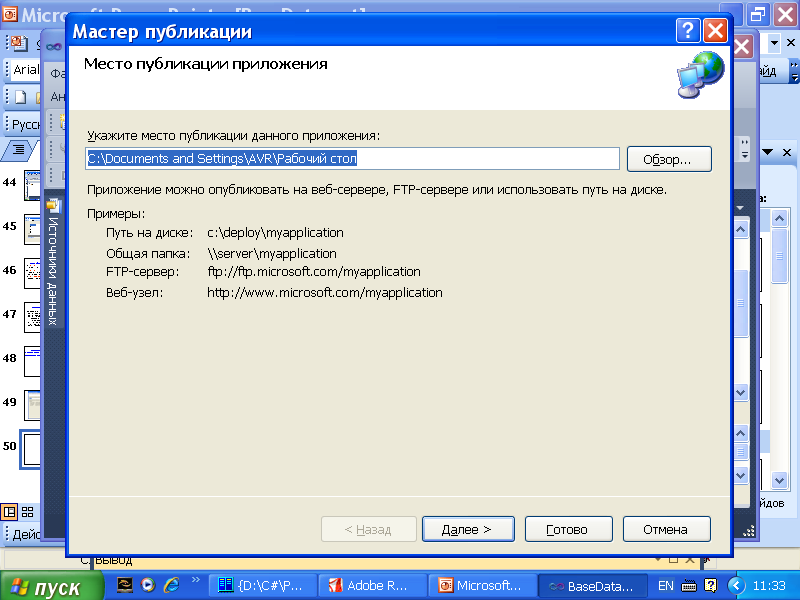 Мастер публикации
Место публикации приложения
Укажите место публикации данного приложения:
C:\Documents and Settings\AVR\Рабочий стол
Обзор...
Приложение можно опубликовать на веб-сервере, FTP-сервере или использовать путь на диске.
Примеры:
Путь на диске: c:\deploy\myapplication
Общая папка: \\server\myapplication
FTP-сервер: ftp://ftp.microsoft.com/myapplication
Веб-узел: http://www.microsoft.com/myapplication
< Назад
Далее >
Готово
Отмена
Arial
Источники данных
44
45
46
47
48
49
50
Вывод
пуск
{D:\C#\P...
Adobe R...
Microsoft...
BaseData...
EN
11:33